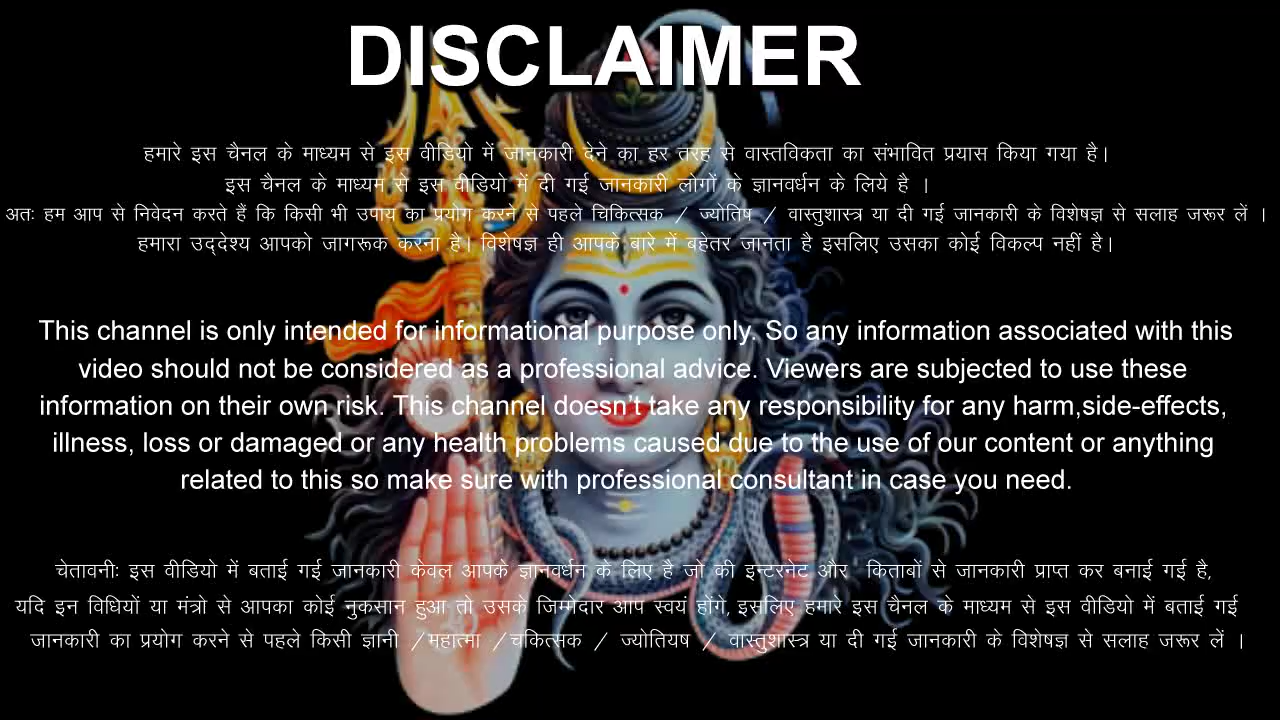 DISCLAIMER
हमारे इस चैनल के माध्यम से इस वीडियो में जानकारी देने का हर तरह से वास्तविकता का संभावित प्रयास किया गया है।
इस चैनल के माध्यम से इस वीडियो में दी गई जानकारी लोगों के ज्ञानवर्धन के लिये है ।
अतः हम आप से निवेदन करते हैं कि किसी भी उपाय का प्रयोग करने से पहले चिकित्सक / ज्योतिष / वास्तुशास्त्र या दी गई जानकारी के विशेषज्ञ से सलाह जरूर लें ।
हमारा उद्देश्य आपको जागरूक करना है। विशेषज्ञ ही आपके बारे में बहेतर जानता है इसलिए उसका कोई विकल्प नहीं है।
This channel is only intended for informational purpose only. So any information associated with this
video should not be considered as a professional advice. Viewers are subjected to use these
information on their own risk. This channel doesn't take any responsibility for any harm,side-effects,
illness, loss or damaged or any health problems caused due to the use of our content or anything
related to this so make sure with professional consultant in case you need.
चेतावनीः इस वीडियो में बताई गई जानकारी केवल आपके ज्ञानवर्धन के लिए है जो की इन्टरनेट और किताबों से जानकारी प्राप्त कर बनाई गई है,
यदि इन विधियों या मंत्रो से आपका कोई नुकसान हुआ तो उसके जिम्मेदार आप स्वयं होंगे, इसलिए हमारे इस चैनल के माध्यम से इस वीडियो में बताई गई
जानकारी का प्रयोग करने से पहले किसी ज्ञानी /महात्मा /चकित्सक / ज्योतियष / वास्तुशास्त्र या दी गई जानकारी के विशेषज्ञ से सलाह जरूर लें ।